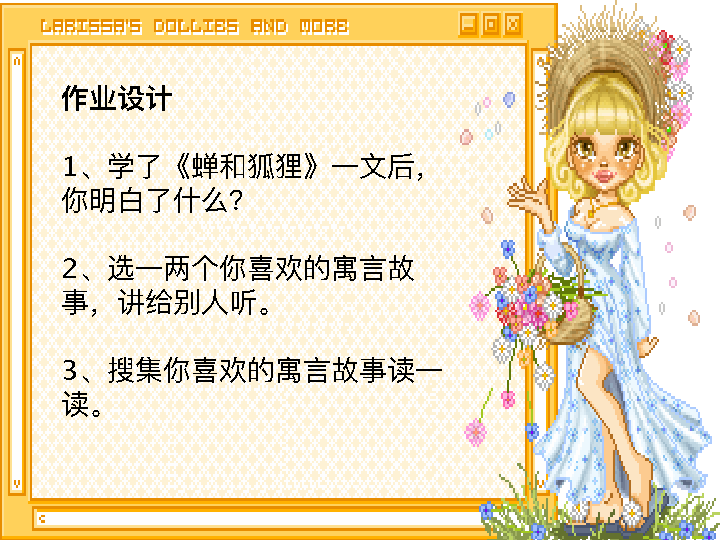 LARISSA'S DOLLIES AND MORE
作业设计
1、学了《蝉和狐狸》一文后，
你明白了什么？
2、选一两个你喜欢的寓言故
事，讲给别人听。
3、搜集你喜欢的寓言故事读一
读。